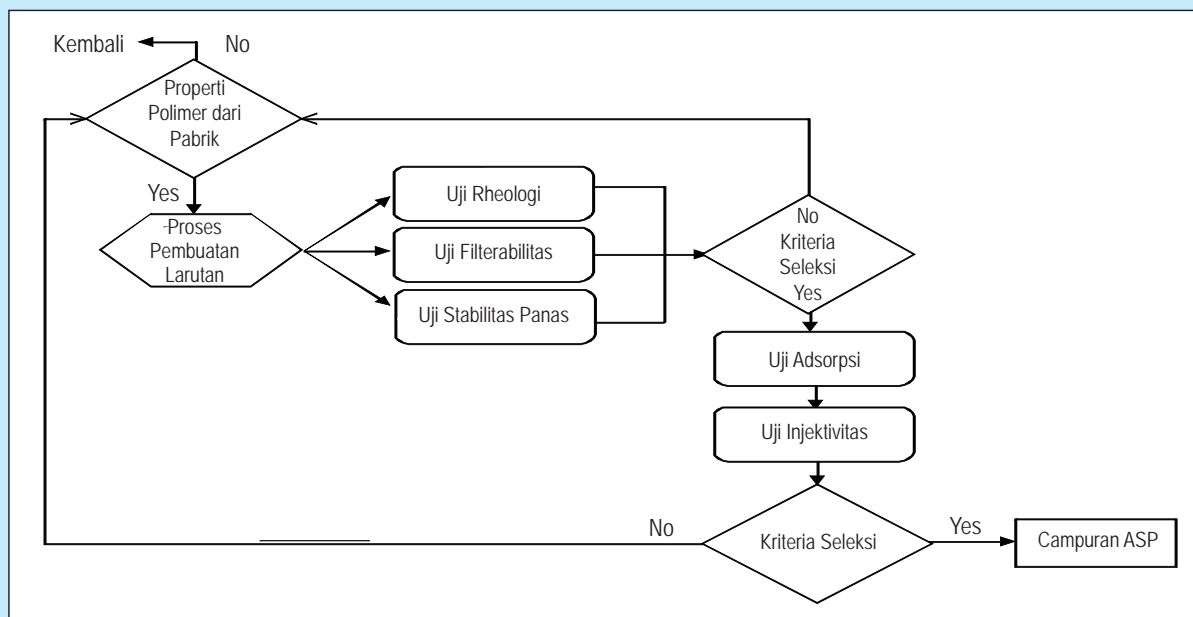 Kembali
No
Properti
Polimer dari
Pabrik
Yes
-Proses
Pembuatan
Larutan
Uji Rheologi
Uji Filterabilitas
Uji Stabilitas Panas
No
Kriteria
Seleksi
Yes
Uji Adsorpsi
Uji Injektivitas
No
Kriteria Seleksi
Yes
Campuran ASP